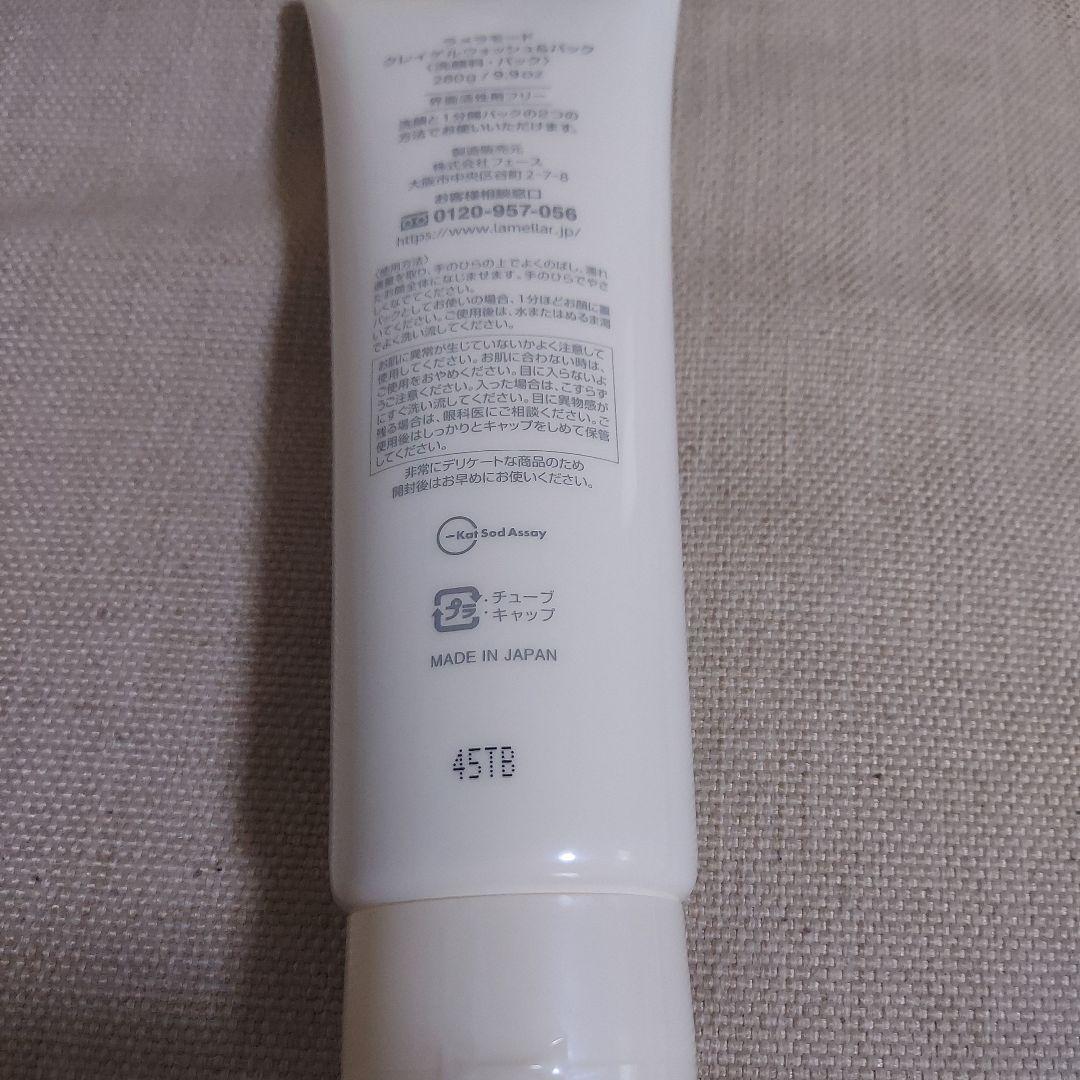 ラメラモード
クレイゲルウォッシュ&パック
〈洗顔料・パック〉
280g / 9.9oz
界面活性剤フリー
洗顔と1分間パックの2つの
方法でお使いいただけます。
製造販売元
株式会社フェース
大阪市中央区谷町2-7-8
お客様相談窓口
0120-957-056
https://www.lamellar.jp/
〈使用方法〉
適量を取り、手のひらの上でよくのばし、濡れ
たお顔全体になじませます。手のひらでやさ
しくなでてください。
パックとしてお使いの場合、1分ほどお顔に置
いてください。ご使用後は、水またはぬるま湯
でよく洗い流してください。
お肌に異常が生じていないかよく注意して
使用してください。お肌に合わない時は、
ご使用をおやめください。目に入らないよ
うご注意ください。入った場合は、こすらず
にすぐ洗い流してください。目に異物感が
残る場合は、眼科医にご相談ください。ご
使用後はしっかりとキャップをしめて保管
してください。
非常にデリケートな商品のため
開封後はお早めにお使いください。
Kat Sod Assay
プラ ・チューブ
・キャップ
MADE IN JAPAN
45TB